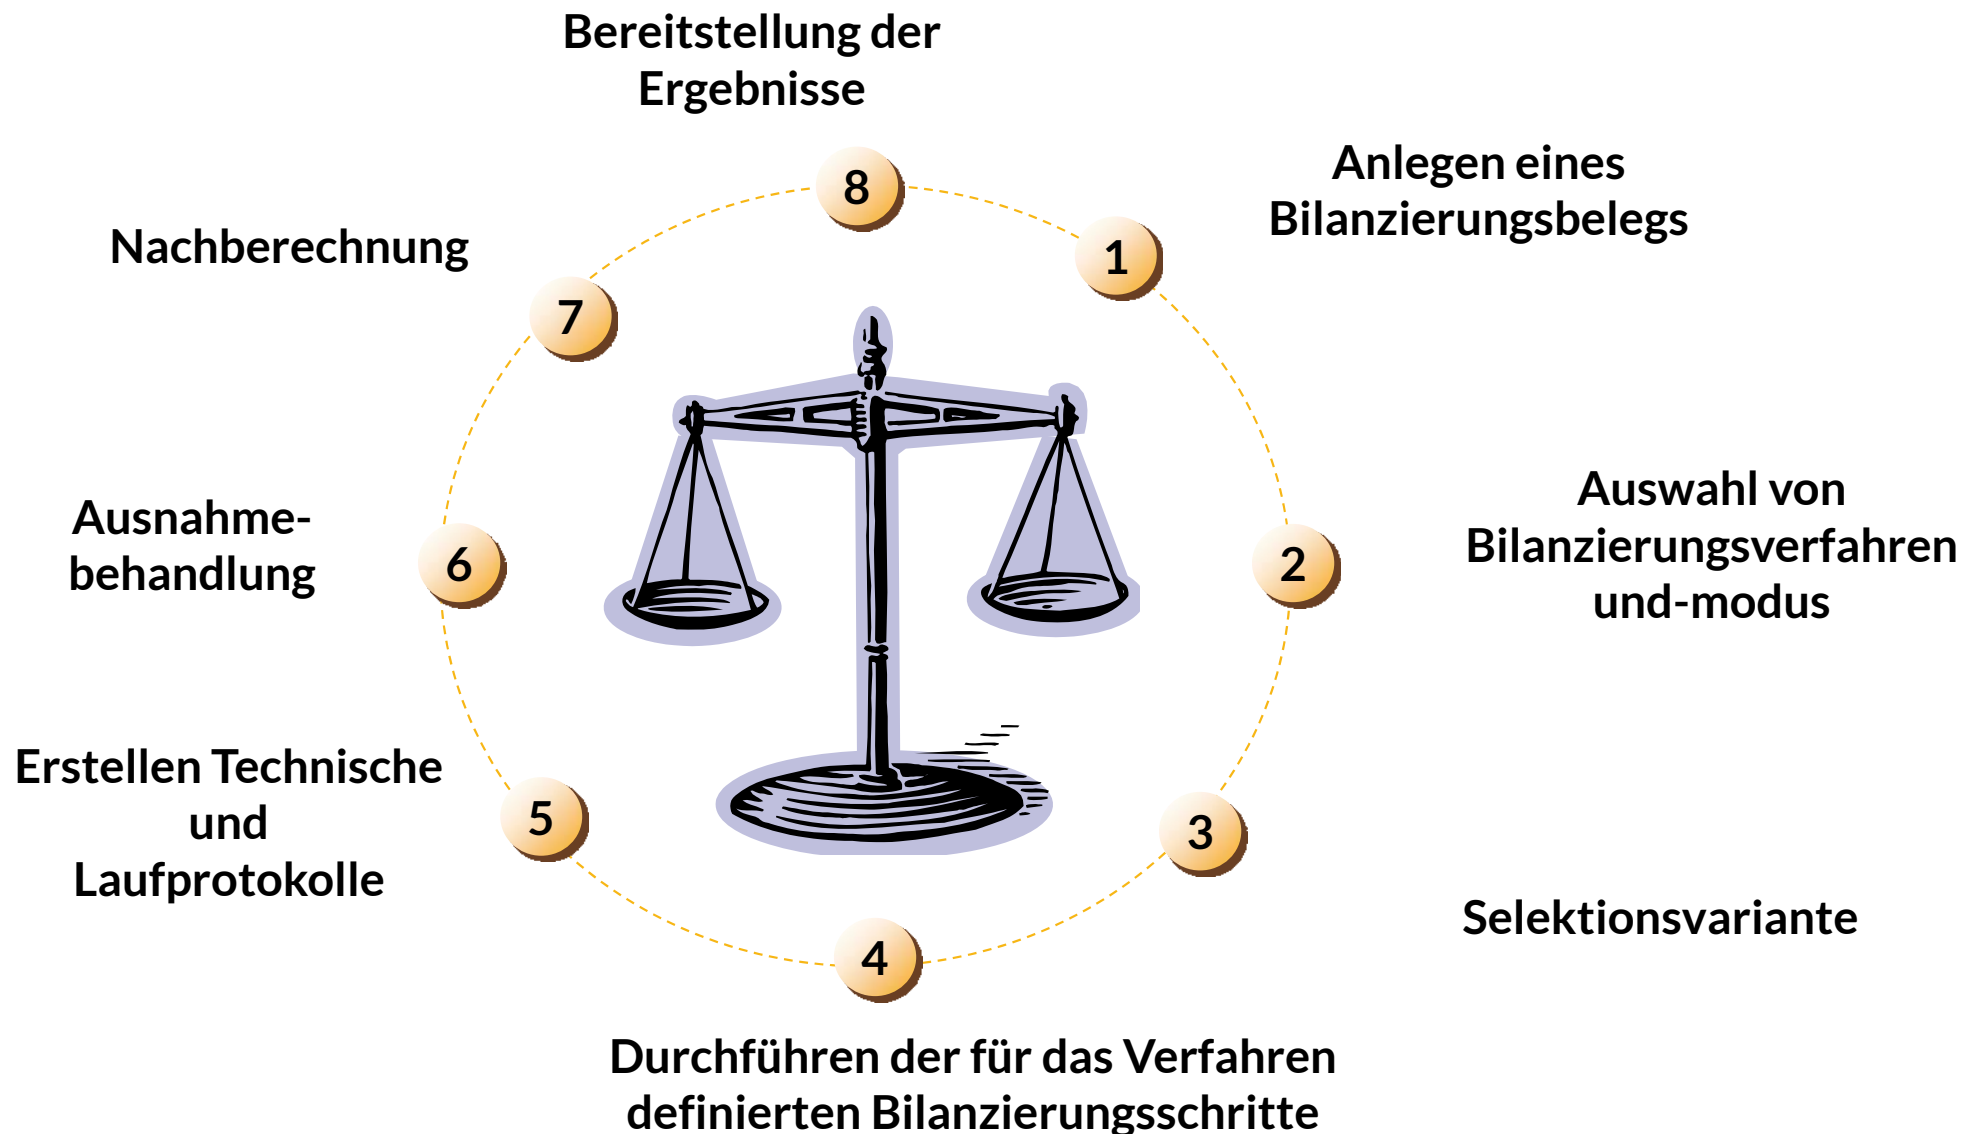 Bereitstellung der
Ergebnisse
8
Anlegen eines
Bilanzierungsbelegs
1
Auswahl von
Bilanzierungsverfahren
und-modus
2
3
Selektionsvariante
4
Durchführen der für das Verfahren
definierten Bilanzierungsschritte
Erstellen Technische
und
Laufprotokolle
5
Ausnahme-
behandlung
6
Nachberechnung
7